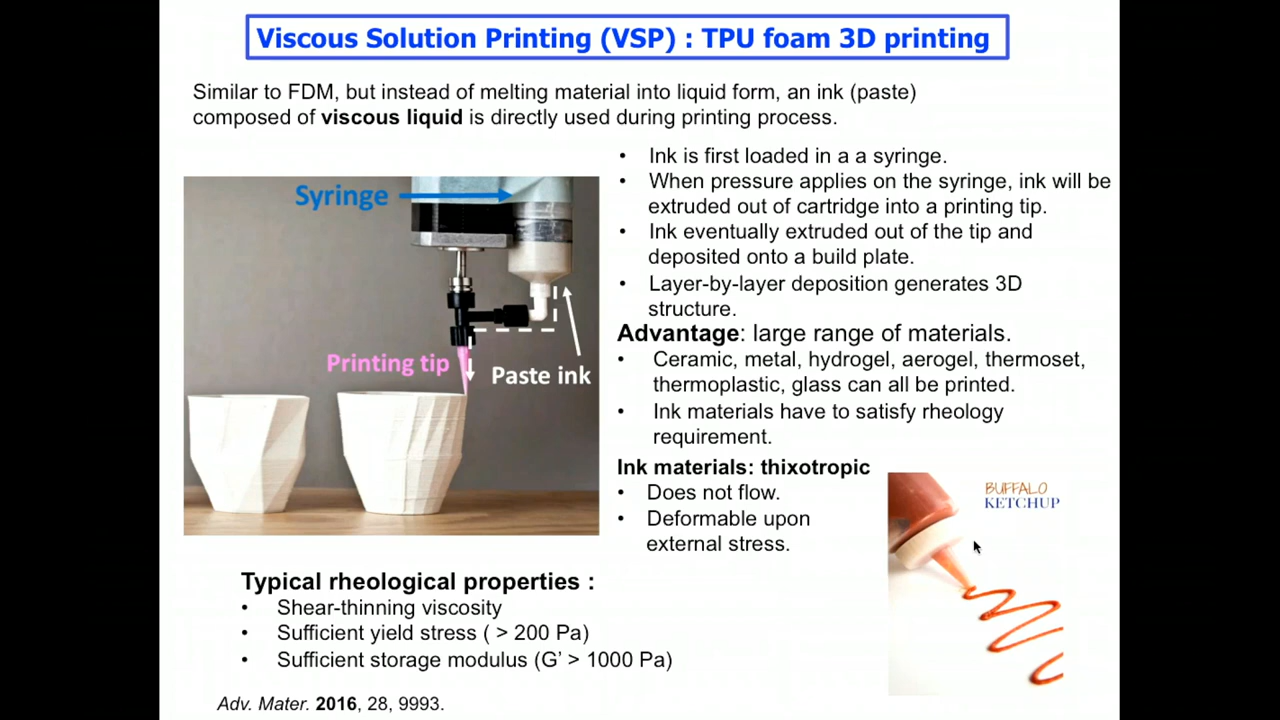 Viscous Solution Printing (VSP) : TPU foam 3D printing
Similar to FDM, but instead of melting material into liquid form, an ink (paste)
composed of viscous liquid is directly used during printing process.
• Ink is first loaded in a a syringe.
• When pressure applies on the syringe, ink will be
extruded out of cartridge into a printing tip.
• Ink eventually extruded out of the tip and
deposited onto a build plate.
• Layer-by-layer deposition generates 3D
structure.
Syringe
Printing tip
Paste ink
Advantage: large range of materials.
• Ceramic, metal, hydrogel, aerogel, thermoset,
thermoplastic, glass can all be printed.
• Ink materials have to satisfy rheology
requirement.
Ink materials: thixotropic
• Does not flow.
• Deformable upon
external stress.
BUFFALO
KETCHUP
Typical rheological properties :
• Shear-thinning viscosity
• Sufficient yield stress ( > 200 Pa)
• Sufficient storage modulus (G’ > 1000 Pa)
Adv. Mater. 2016, 28, 9993.